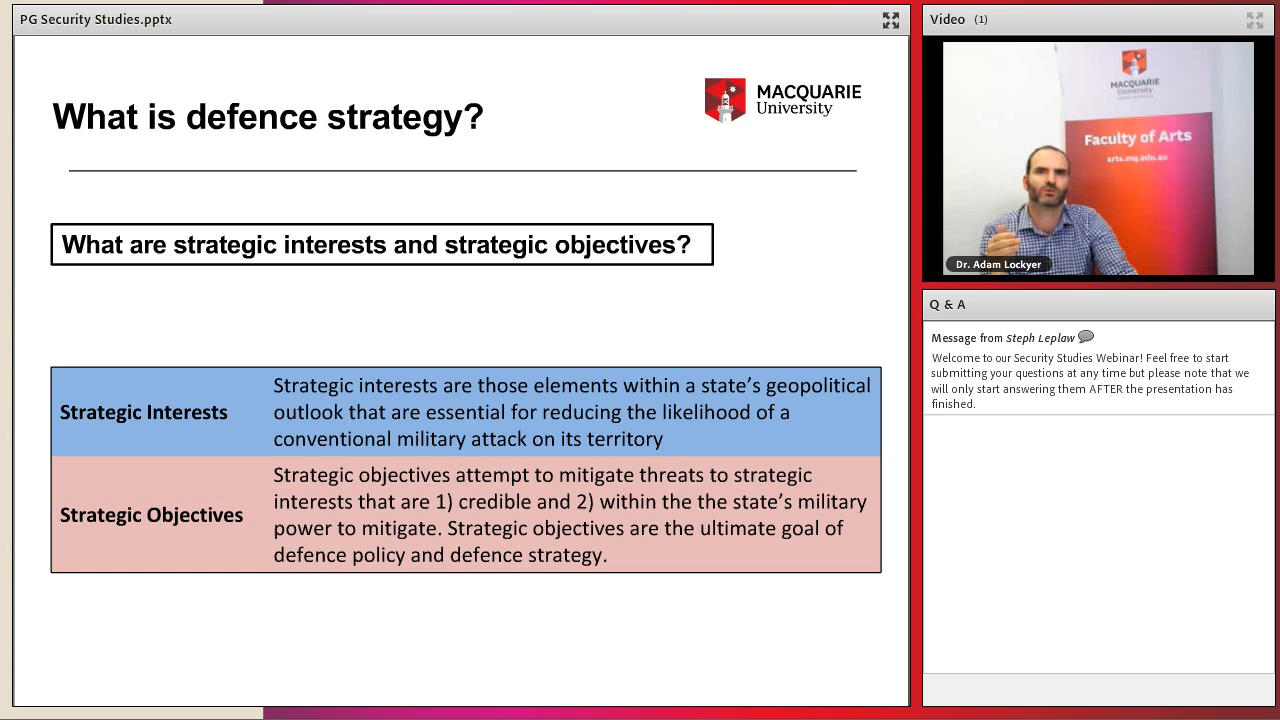 PG Security Studies.pptx
What is defence strategy?
MACQUARIE
University
What are strategic interests and strategic objectives?
Strategic Interests
Strategic interests are those elements within a state’s geopolitical
outlook that are essential for reducing the likelihood of a
conventional military attack on its territory
Strategic Objectives
Strategic objectives attempt to mitigate threats to strategic
interests that are 1) credible and 2) within the the state’s military
power to mitigate. Strategic objectives are the ultimate goal of
defence policy and defence strategy.
Video (1)
MACQUARIE
University
Faculty of Arts
arts.mq.edu.au
Dr. Adam Lockyer
Q & A
Message from Steph Leplaw
Welcome to our Security Studies Webinar! Feel free to start
submitting your questions at any time but please note that we
will only start answering them AFTER the presentation has
finished.